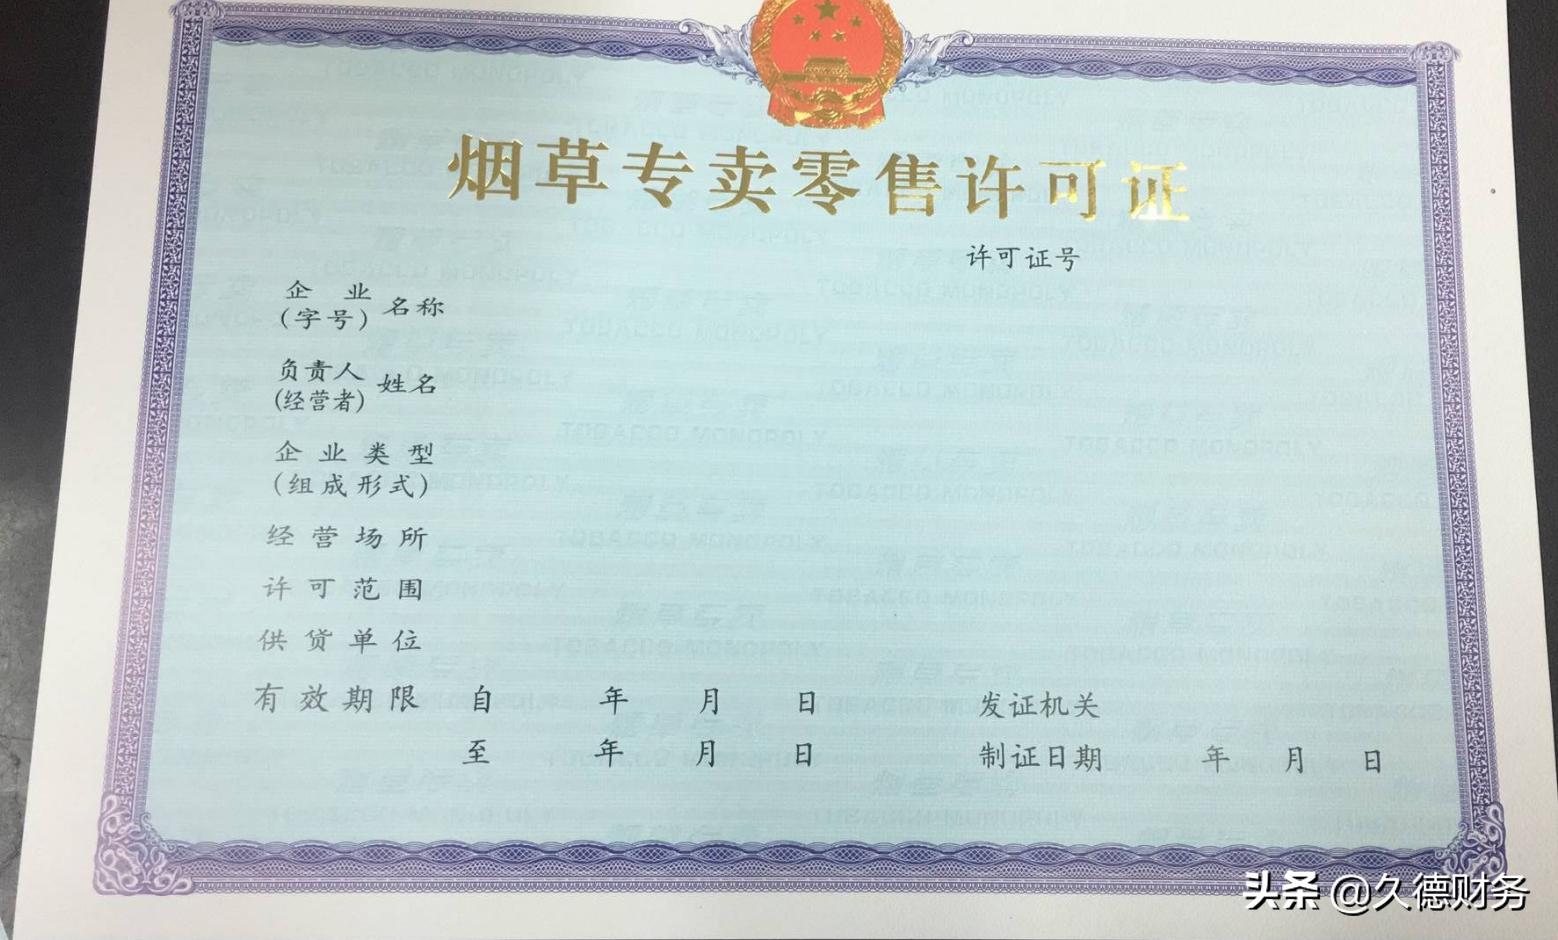 烟草专卖零售许可证
许可证号
企业
(字号) 名称
负责人
(经营者) 姓名
企业类型
(组成形式)
经营场所
许可范围
供货单位
有效期限 自 年 月 日 发证机关
至 年 月 日 制证日期 年 月 日
TOBACCO MONOPOLY
头条 @久德财务